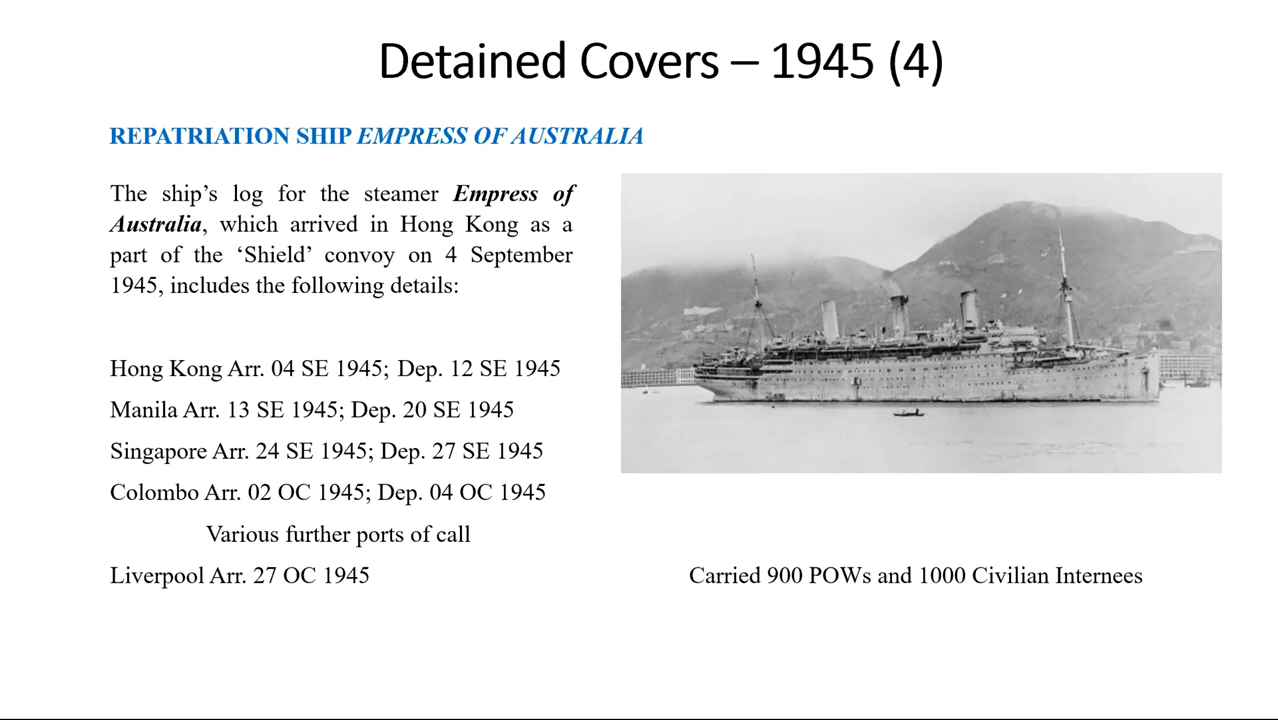 Detained Covers – 1945 (4)
REPATRIATION SHIP EMPRESS OF AUSTRALIA
The ship’s log for the steamer Empress of
Australia, which arrived in Hong Kong as a
part of the ‘Shield’ convoy on 4 September
1945, includes the following details:
Hong Kong Arr. 04 SE 1945; Dep. 12 SE 1945
Manila Arr. 13 SE 1945; Dep. 20 SE 1945
Singapore Arr. 24 SE 1945; Dep. 27 SE 1945
Colombo Arr. 02 OC 1945; Dep. 04 OC 1945
Various further ports of call
Liverpool Arr. 27 OC 1945
Carried 900 POWs and 1000 Civilian Internees